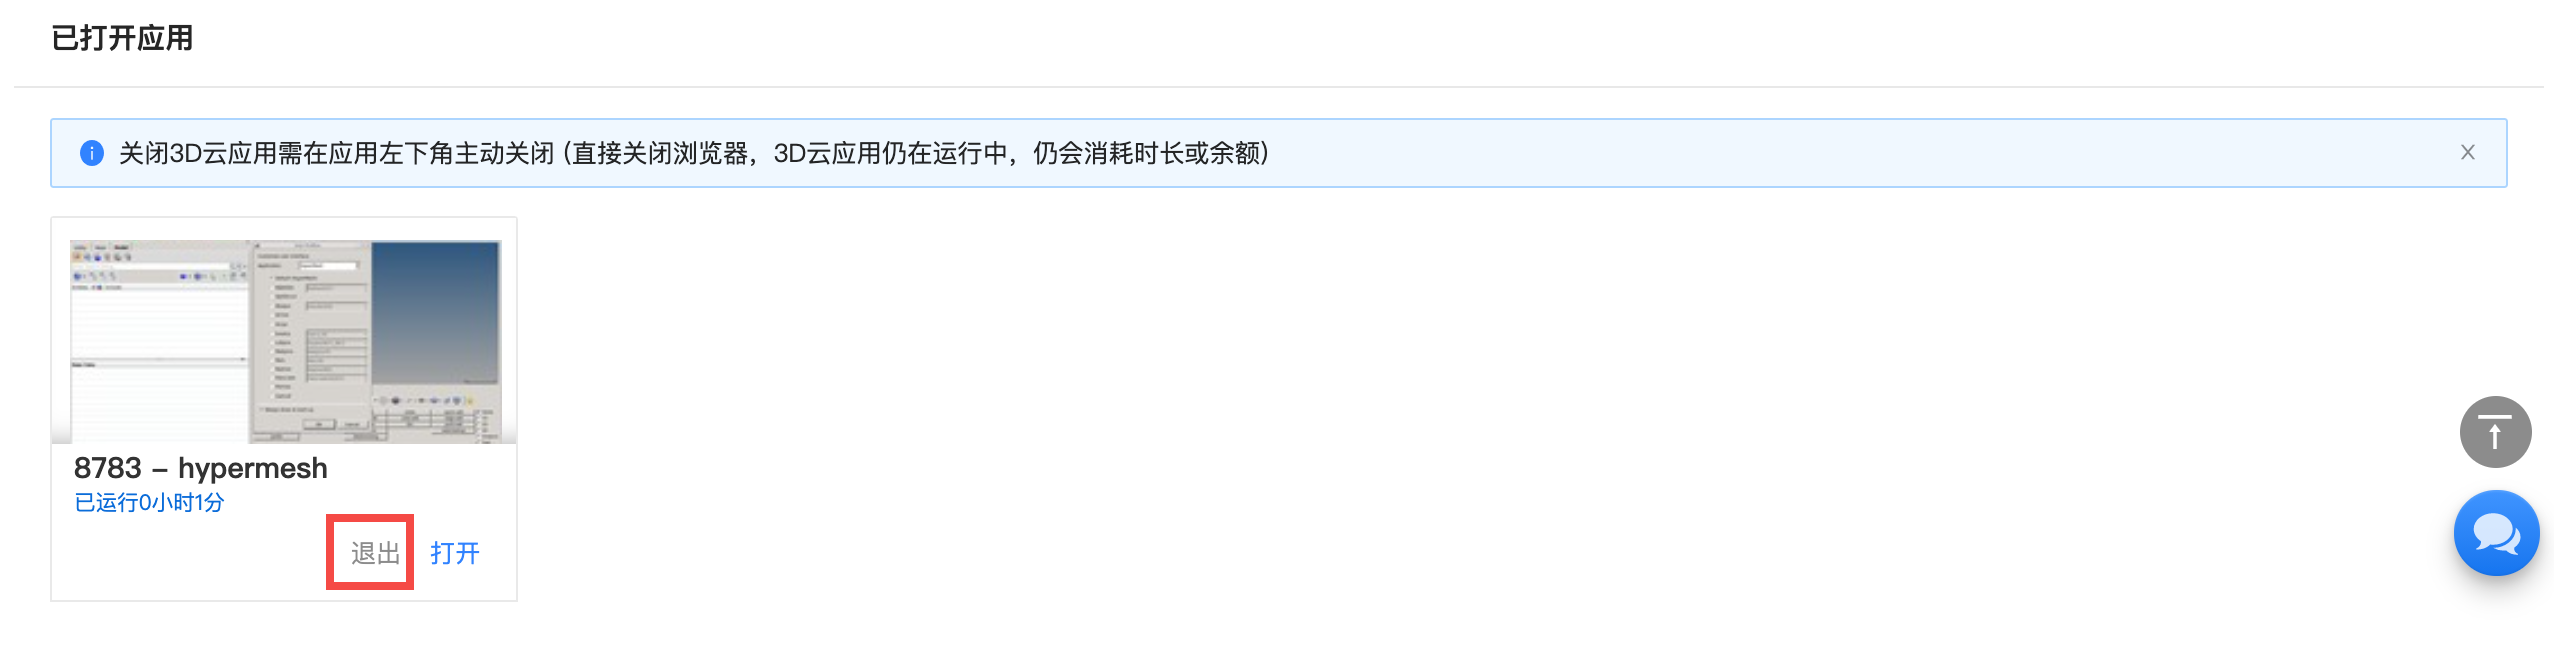 已打开应用
关闭3D云应用需在应用左下角主动关闭 (直接关闭浏览器，3D云应用仍在运行中，仍会消耗时长或余额)
8783 – hypermesh
已运行0小时1分
退出 打开